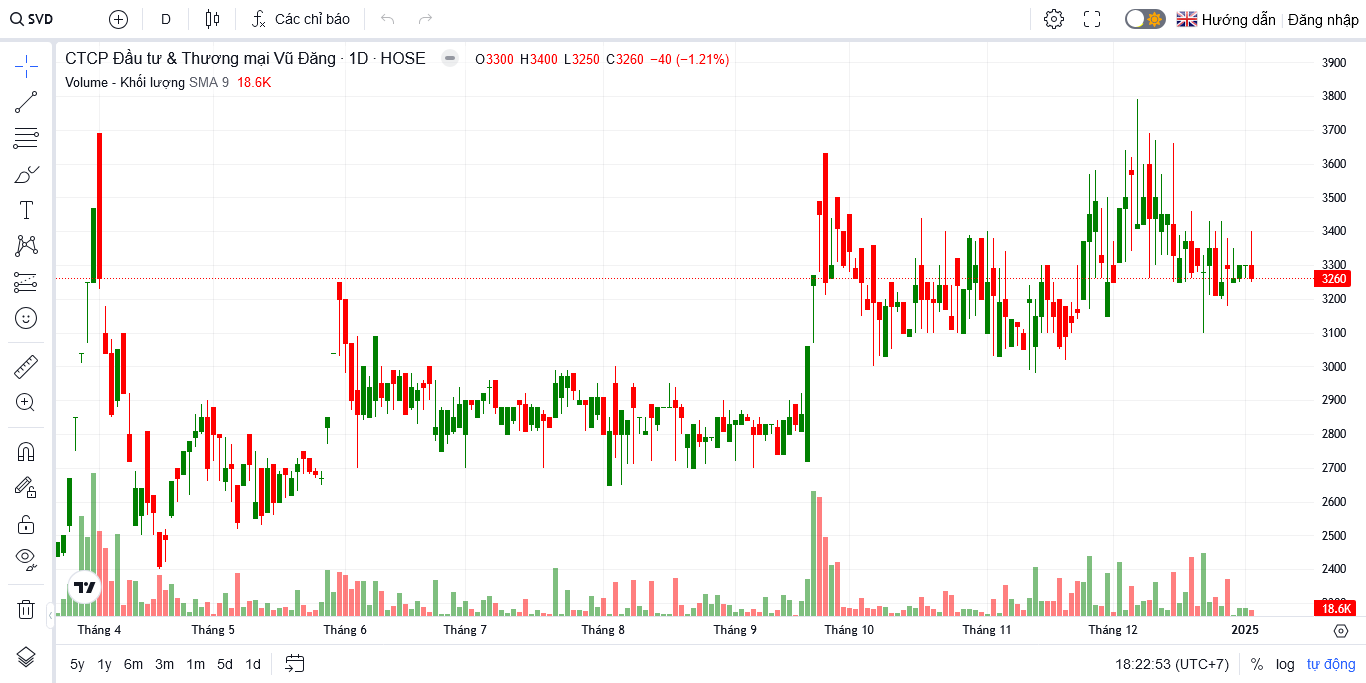 SVD D Các chỉ báo Hướng dẫn Đăng nhập
CTCP Đầu tư & Thương mại Vũ Đăng · 1D · HOSE O3300 H3400 L3250 C3260 −40 (−1.21%)
Volume - Khối lượng SMA 9 18.6K
3900
3800
3700
3600
3500
3400
3300
3260
3200
3100
3000
2900
2800
2700
2600
2500
2400
18.6K
Tháng 4 Tháng 5 Tháng 6 Tháng 7 Tháng 8 Tháng 9 Tháng 10 Tháng 11 Tháng 12 2025
5y 1y 6m 3m 1m 5d 1d 18:22:53 (UTC+7) % log tự động